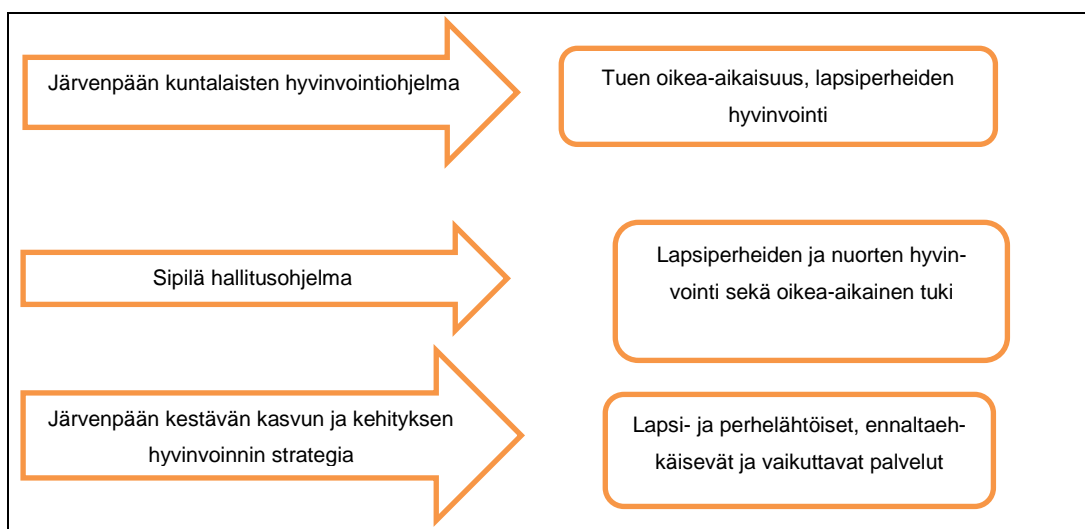 Järvenpään kuntalaisten hyvinvointiohjelma
Tuen oikea-aikaisuus, lapsiperheiden
hyvinvointi
Sipilä hallitusohjelma
Lapsiperheiden ja nuorten hyvin-
vointi sekä oikea-aikainen tuki
Järvenpään kestävän kasvun ja kehityksen
hyvinvoinnin strategia
Lapsi- ja perhelähtöiset, ennaltaeh-
käisevät ja vaikuttavat palvelut